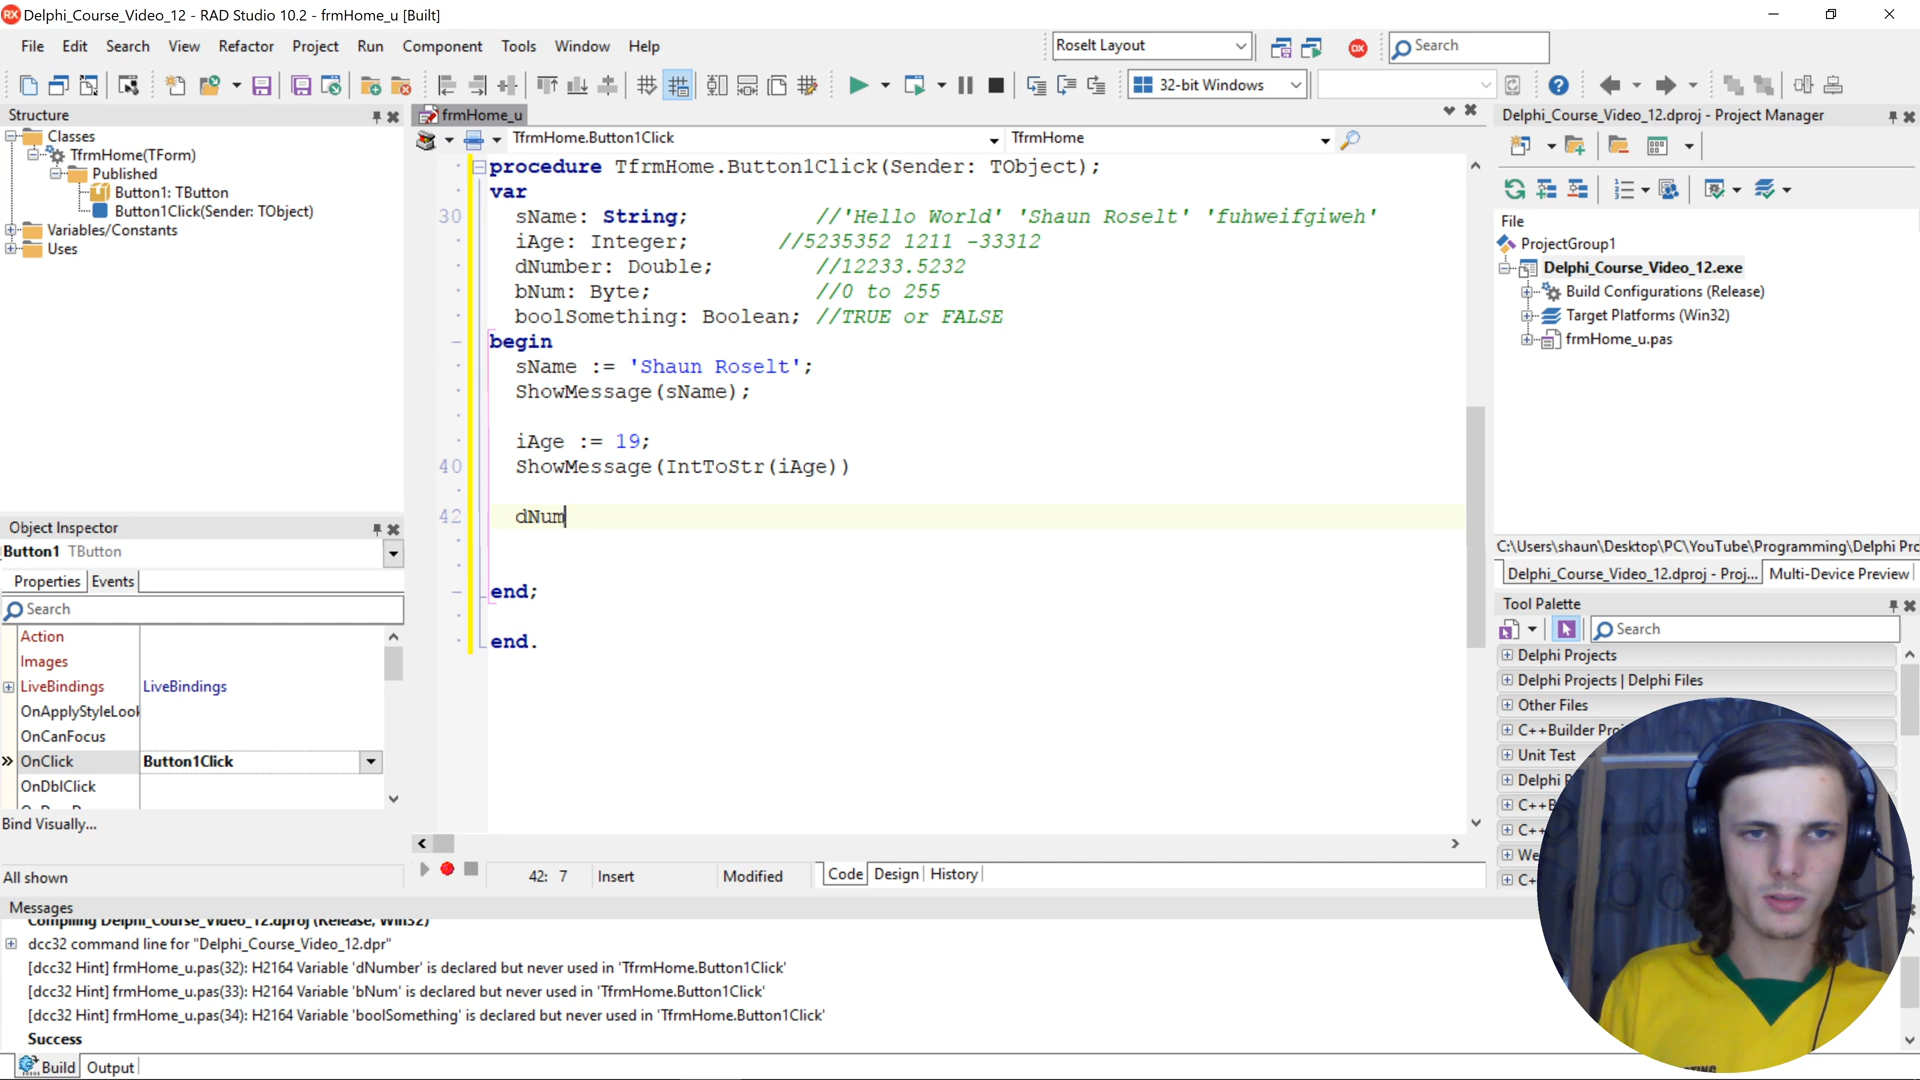 Delphi_Course_Video_12 - RAD Studio 10.2 - frmHome_u [Built]
File Edit Search View Refactor Project Run Component Tools Window Help
Roselt Layout
Search
32-bit Windows
Structure
Classes
TfrmHome(TForm)
Published
Button1: TButton
Button1Click(Sender: TObject)
Variables/Constants
Uses
Object Inspector
Button1 TButton
Properties Events
Search
Action
Images
LiveBindings LiveBindings
OnApplyStyleLook
OnCanFocus
OnClick Button1Click
OnDblClick
Bind Visually...
All shown
frmHome_u
TfrmHome.Button1Click TfrmHome
procedure TfrmHome.Button1Click(Sender: TObject);
var
30 sName: String; //'Hello World' 'Shaun Roselt' 'fuhweifgiweh'
iAge: Integer; //5235352 1211 -33312
dNumber: Double; //12233.5232
bNum: Byte; //0 to 255
boolSomething: Boolean; //TRUE or FALSE
begin
sName := 'Shaun Roselt';
ShowMessage(sName);
iAge := 19;
40 ShowMessage(IntToStr(iAge))
42 dNum
end;
end.
42: 7 Insert Modified Code Design History
Delphi_Course_Video_12.dproj - Project Manager
File
ProjectGroup1
Delphi_Course_Video_12.exe
Build Configurations (Release)
Target Platforms (Win32)
frmHome_u.pas
C:\Users\shaun\Desktop\PC\YouTube\Programming\Delphi Prc
Delphi_Course_Video_12.dproj - Proj... Multi-Device Preview
Tool Palette
Search
Delphi Projects
Delphi Projects | Delphi Files
Other Files
C++Builder Proj
Unit Test
Delphi P
C++B
C++
We
C+
Messages
Compiling Delphi_Course_Video_12.dproj (Release, Win32)
dcc32 command line for "Delphi_Course_Video_12.dpr"
[dcc32 Hint] frmHome_u.pas(32): H2164 Variable 'dNumber' is declared but never used in 'TfrmHome.Button1Click'
[dcc32 Hint] frmHome_u.pas(33): H2164 Variable 'bNum' is declared but never used in 'TfrmHome.Button1Click'
[dcc32 Hint] frmHome_u.pas(34): H2164 Variable 'boolSomething' is declared but never used in 'TfrmHome.Button1Click'
Success
Build Output